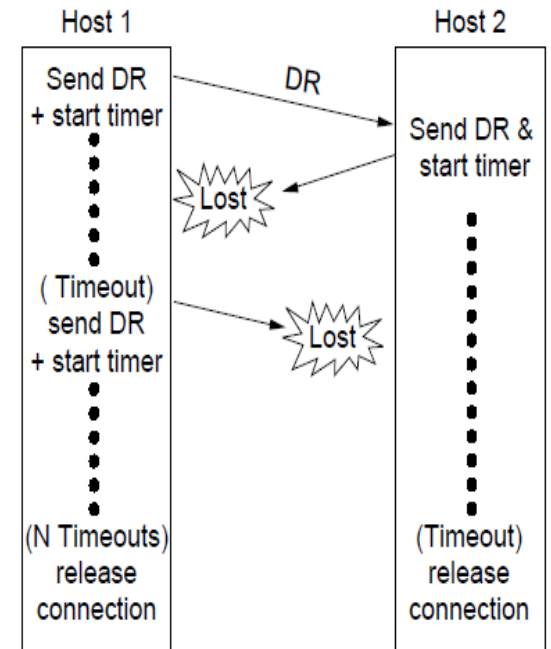 Host 1
Host 2
Send DR
+ start timer
DR
Send DR &
start timer
Lost
( Timeout)
send DR
+ start timer
Lost
(N Timeouts)
release
connection
(Timeout)
release
connection